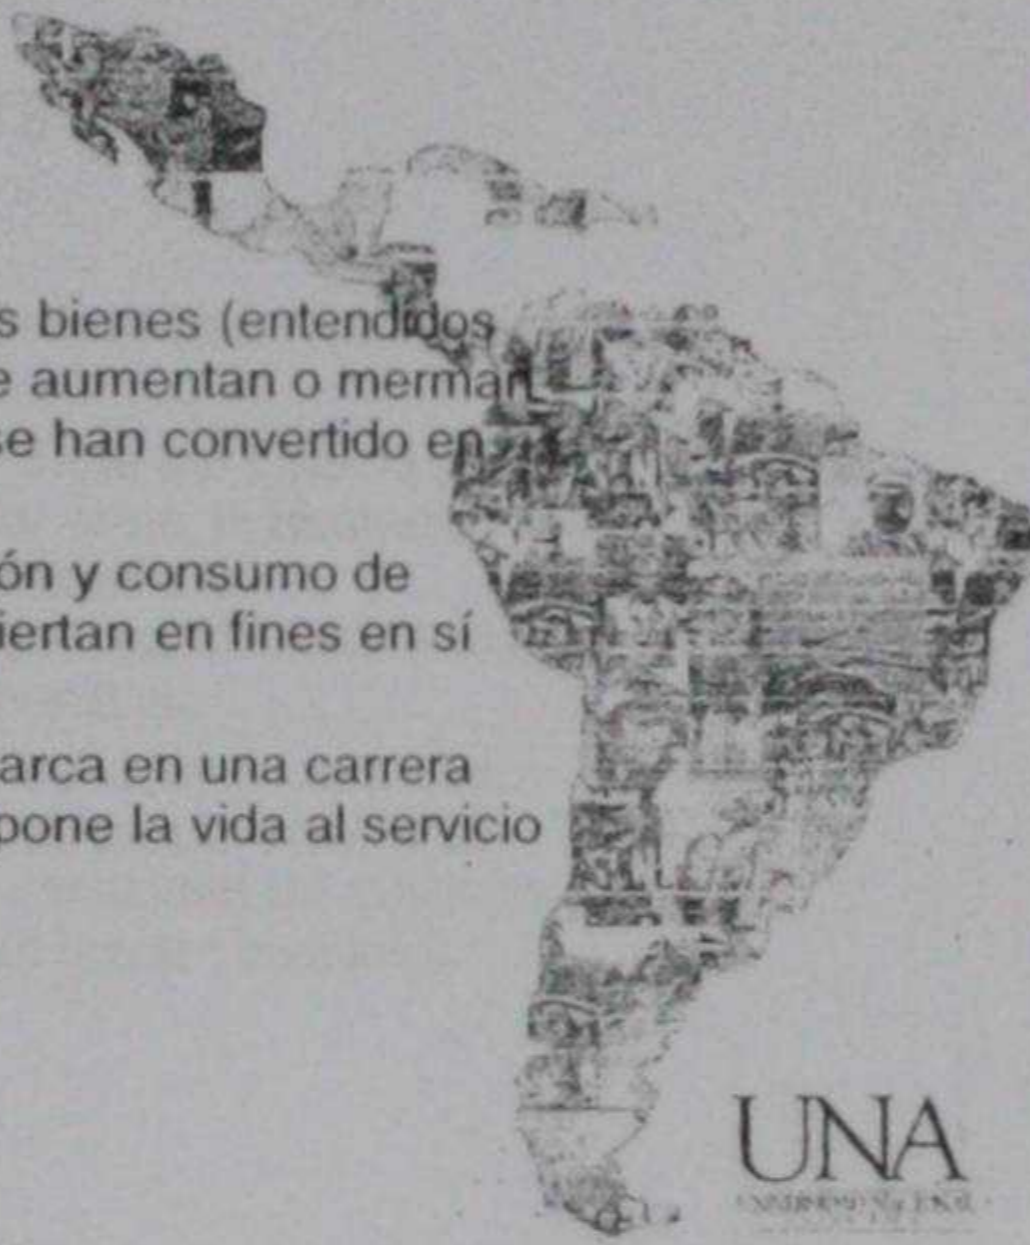 s bienes (entendidos
e aumentan o merman
se han convertido en
ón y consumo de
iertan en fines en sí
arca en una carrera
pone la vida al servicio
UNA